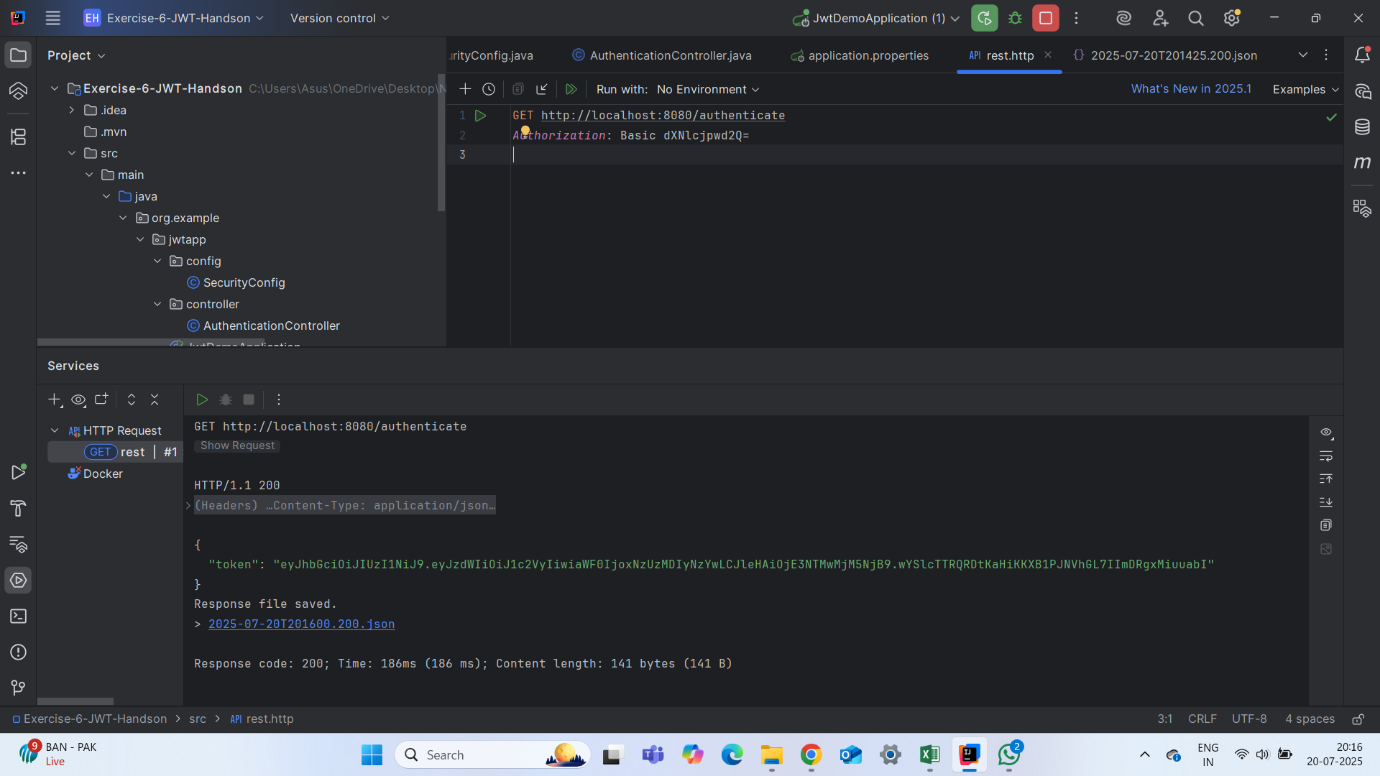 EH Exercise-6-JWT-Handson Version control JwtDemoApplication (1)
Project
Exercise-6-JWT-Handson C:\Users\Asus\OneDrive\Desktop\N
.idea
.mvn
src
main
java
org.example
jwtapp
config
SecurityConfig
controller
AuthenticationController
JwtDemoApplication
urityConfig.java AuthenticationController.java application.properties API rest.http 2025-07-20T201425.200.json
Run with: No Environment What's New in 2025.1 Examples
1 GET http://localhost:8080/authenticate
2 Authorization: Basic dXNlcjpwd2Q=
3
Services
HTTP Request
GET rest | #1
Docker
GET http://localhost:8080/authenticate
Show Request
HTTP/1.1 200
(Headers) …Content-Type: application/json…
{
"token": "eyJhbGciOiJIUzI1NiJ9.eyJzdWIiOiJ1c2VyIiwiaWF0IjoxNzUzMDIyNzYwLCJleHAiOjE3NTMwMjM5NjB9.wYSlcTTRQRDtKaHiKKXB1PJNVhGL7IImDRgxMiuuabI"
}
Response file saved.
> 2025-07-20T201600.200.json
Response code: 200; Time: 186ms (186 ms); Content length: 141 bytes (141 B)
Exercise-6-JWT-Handson > src > API rest.http 3:1 CRLF UTF-8 4 spaces
9 BAN - PAK
Live
Search
2
ENG
IN
20:16
20-07-2025